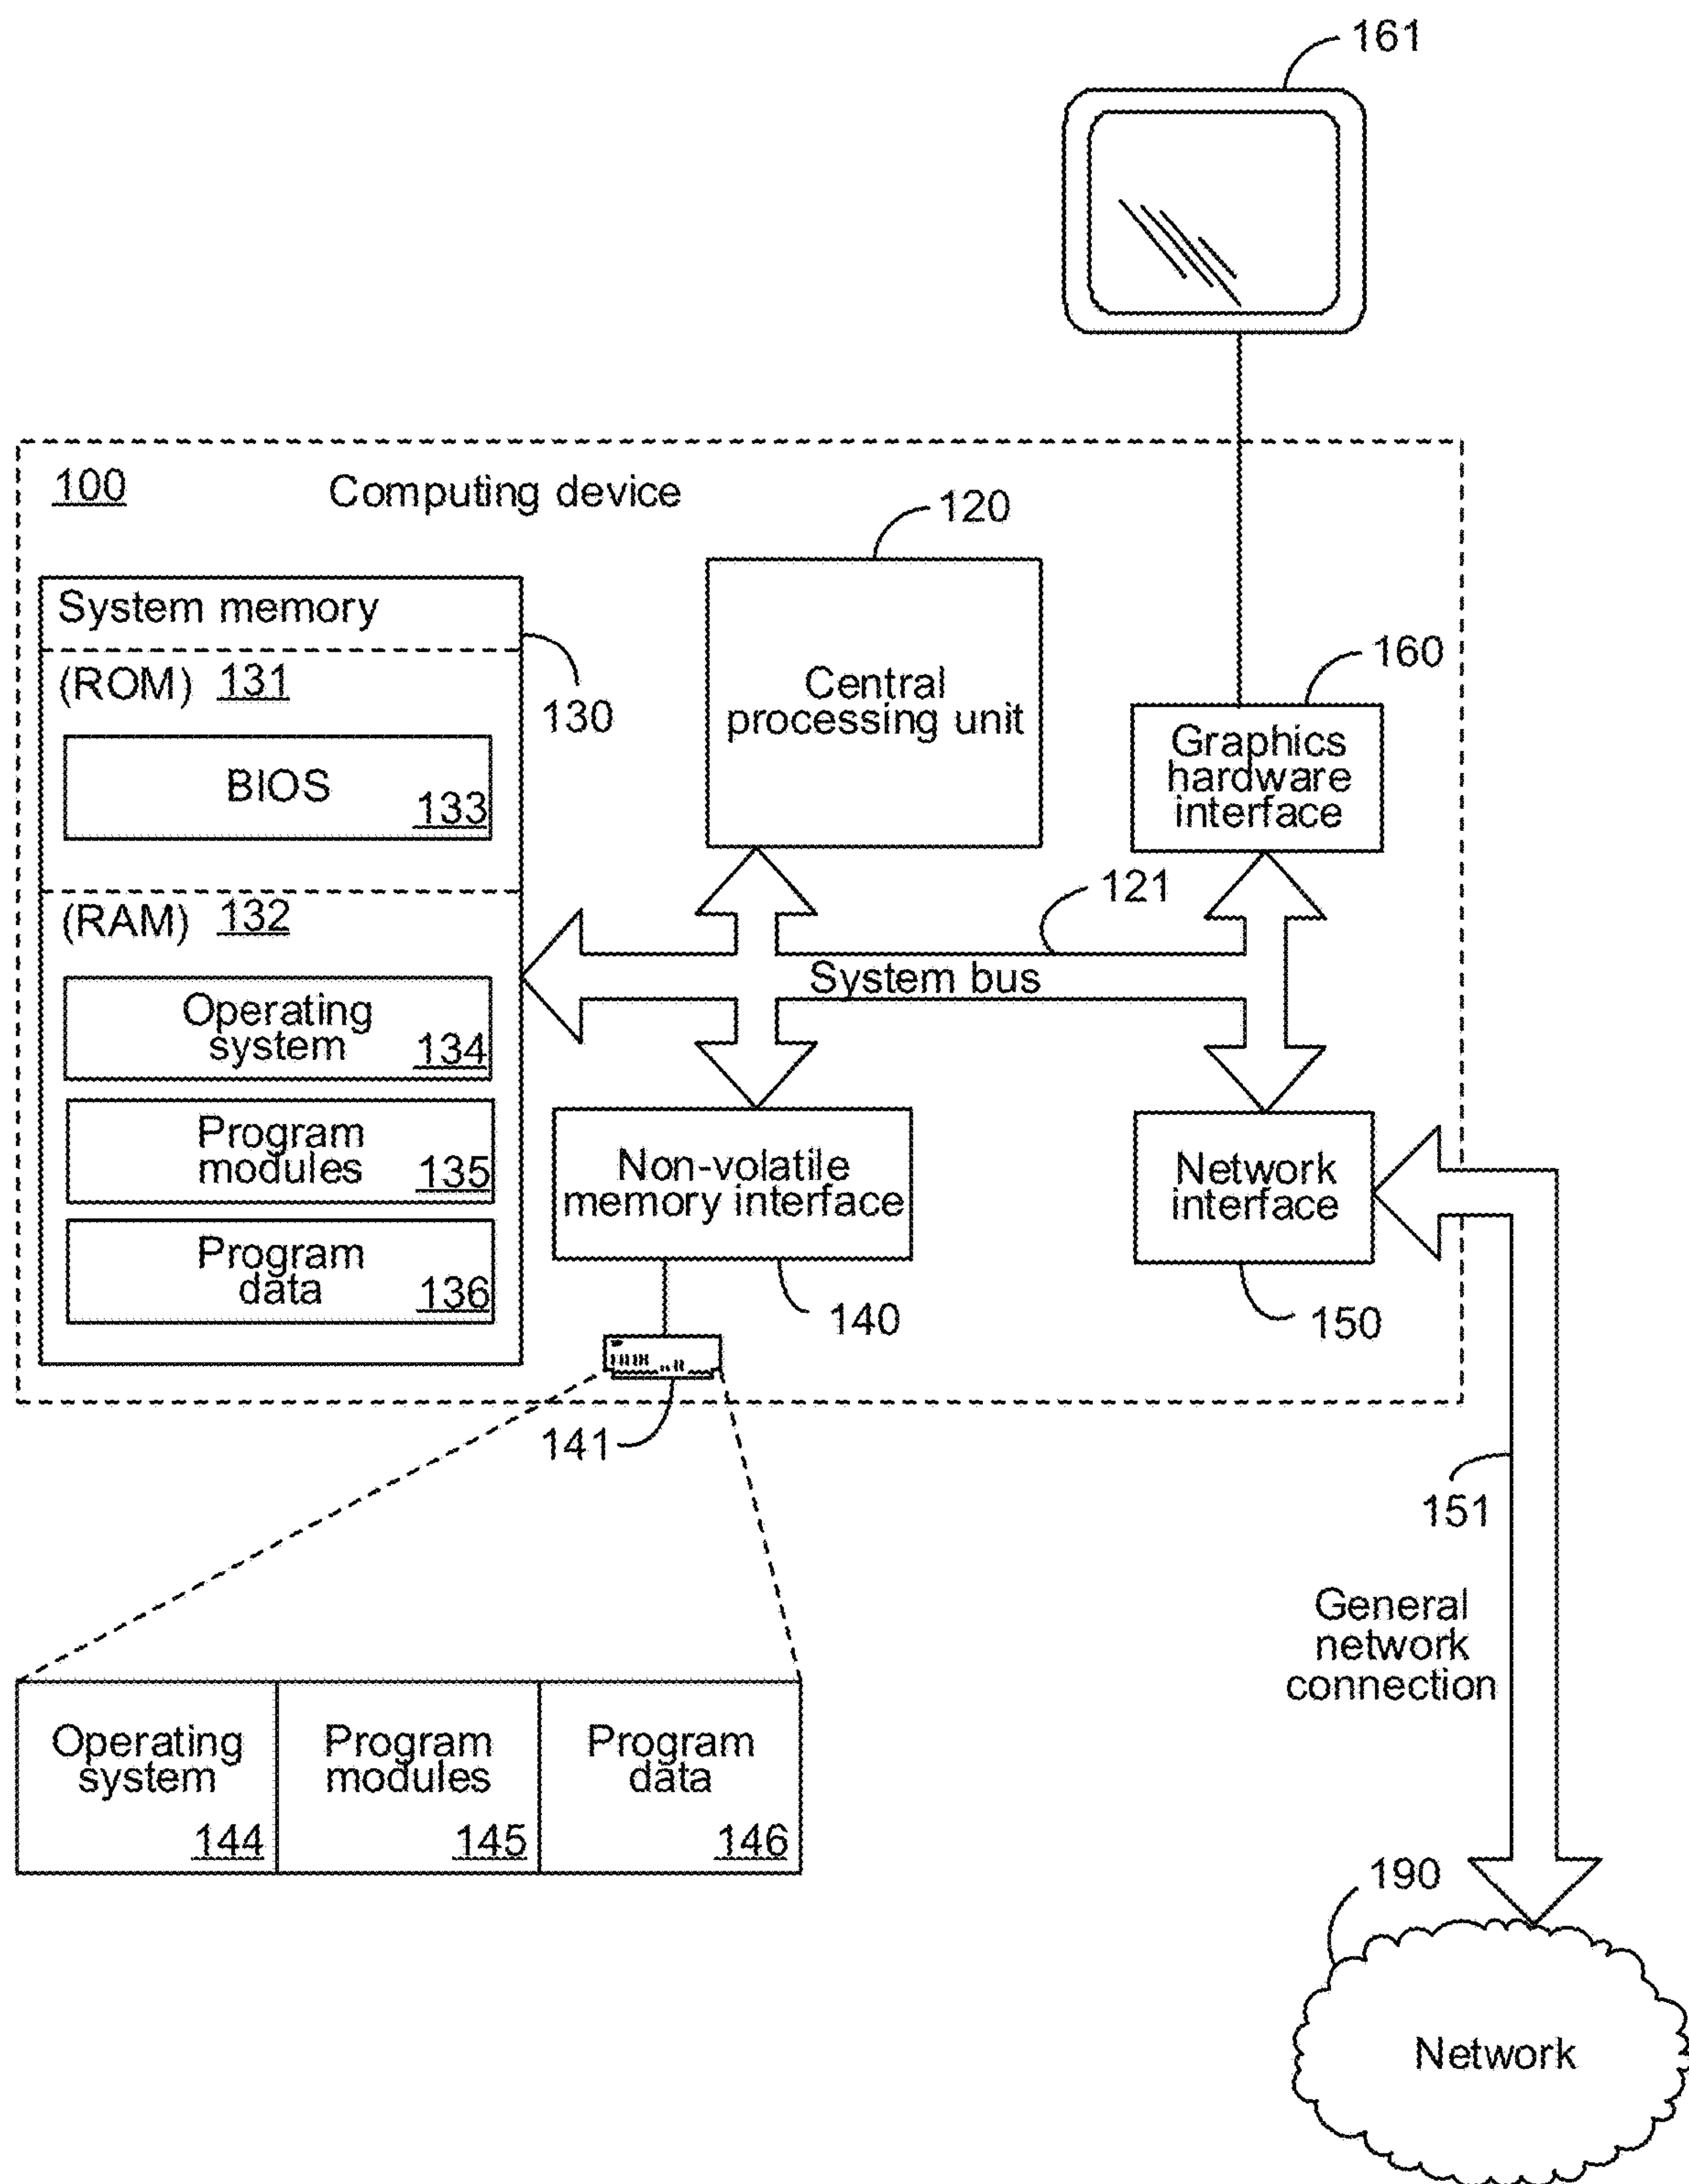 161
100
Computing device
120
System memory
(ROM) 131
130
Central
processing unit
160
Graphics
hardware
interface
BIOS
133
121
(RAM) 132
System bus
Operating
system
134
Program
modules
135
Program
data
136
Non-volatile
memory interface
140
Network
interface
150
141
151
General
network
connection
Operating
system
144
Program
modules
145
Program
data
146
190
Network